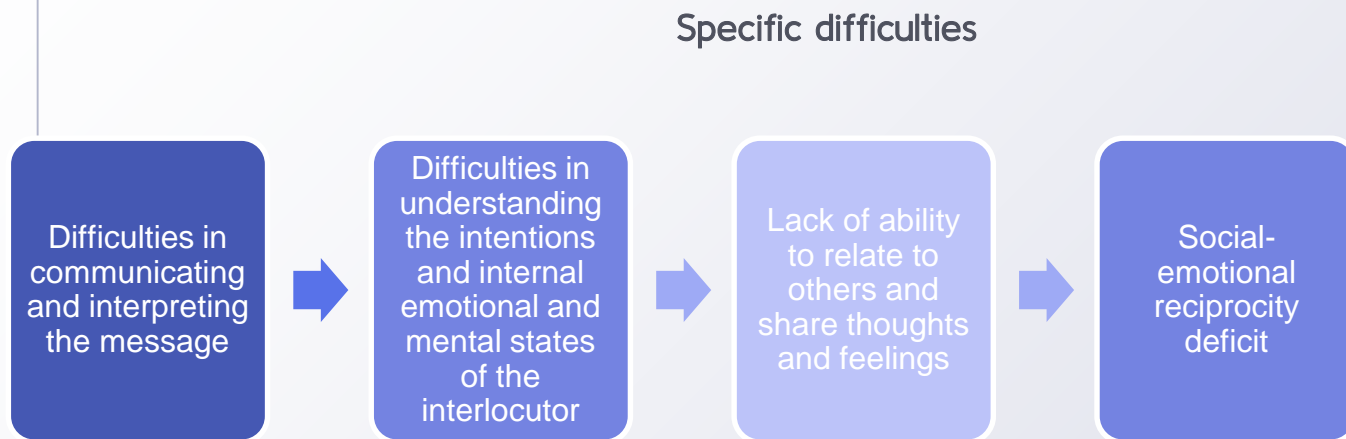 Specific difficulties
Difficulties in
communicating
and interpreting
the message
Difficulties in
understanding
the intentions
and internal
emotional and
mental states
of the
interlocutor
Lack of ability
to relate to
others and
share thoughts
and feelings
Social-
emotional
reciprocity
deficit